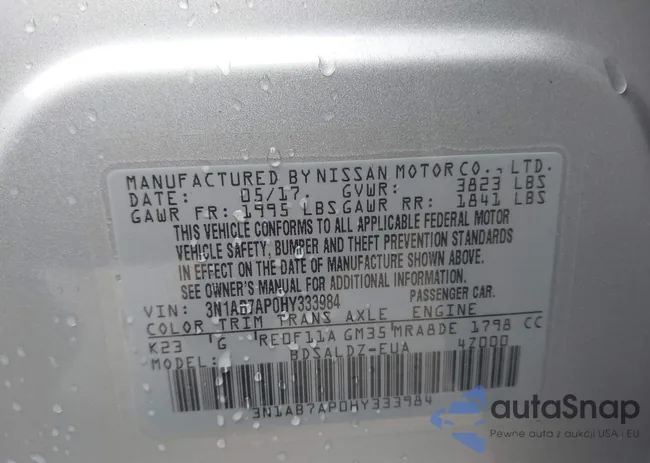 MANUFACTURED BY NISSAN MOTOR CO., LTD.
DATE: 05/17. GVWR: 3823 LBS
GAWR FR: 1995 LBS GAWR RR: 1841 LBS
THIS VEHICLE CONFORMS TO ALL APPLICABLE FEDERAL MOTOR
VEHICLE SAFETY, BUMPER AND THEFT PREVENTION STANDARDS
IN EFFECT ON THE DATE OF MANUFACTURE SHOWN ABOVE.
SEE OWNER'S MANUAL FOR ADDITIONAL INFORMATION.
VIN: 3N1AB7AP0HY333984 PASSENGER CAR.
COLOR TRIM TRANS AXLE ENGINE
K23 G RE0F11A GM35 MRA8DE 1798 CC
MODEL: BDSALDZ-EUA 4Z000
3N1AB7AP0HY333984
autaSnap
Pewne auta z aukcji USA - EU